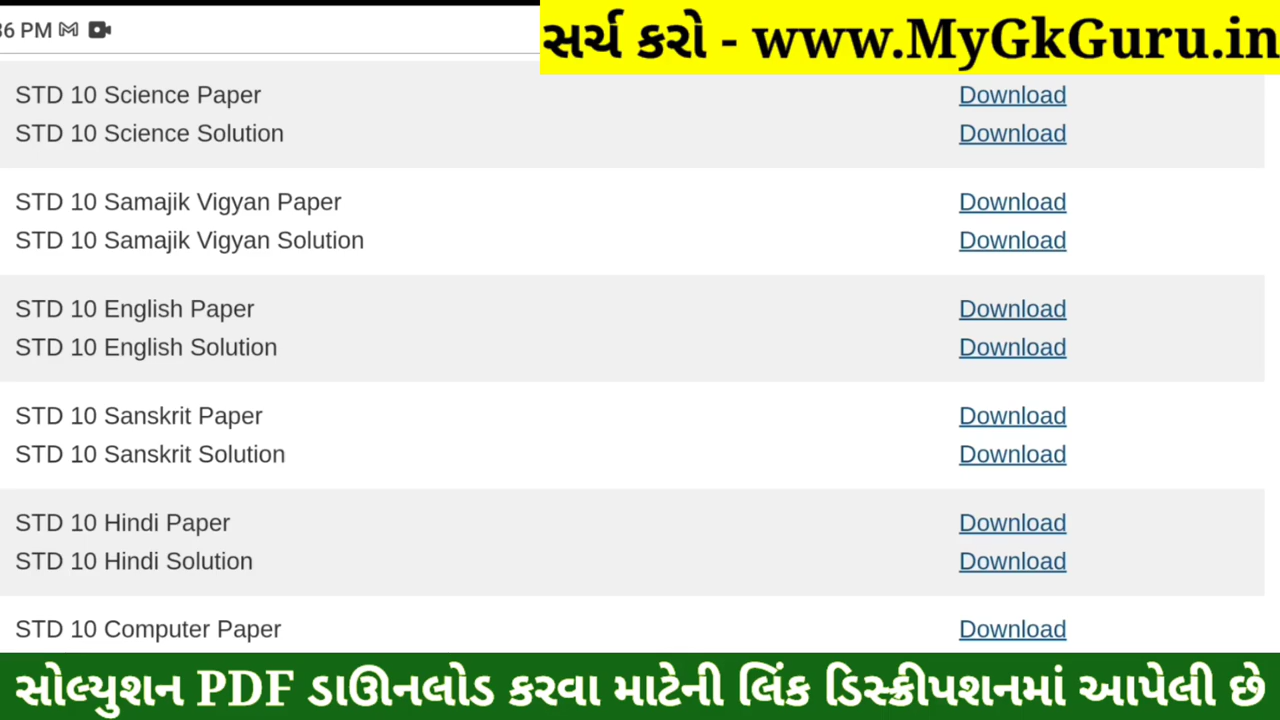 36 PM
સર્ચ કરો - www.MyGkGuru.in
STD 10 Science Paper Download
STD 10 Science Solution Download
STD 10 Samajik Vigyan Paper Download
STD 10 Samajik Vigyan Solution Download
STD 10 English Paper Download
STD 10 English Solution Download
STD 10 Sanskrit Paper Download
STD 10 Sanskrit Solution Download
STD 10 Hindi Paper Download
STD 10 Hindi Solution Download
STD 10 Computer Paper Download
સોલ્યુશન PDF ડાઊનલોડ કરવા માટેની લિંક ડિસ્ક્રીપશનમાં આપેલી છે